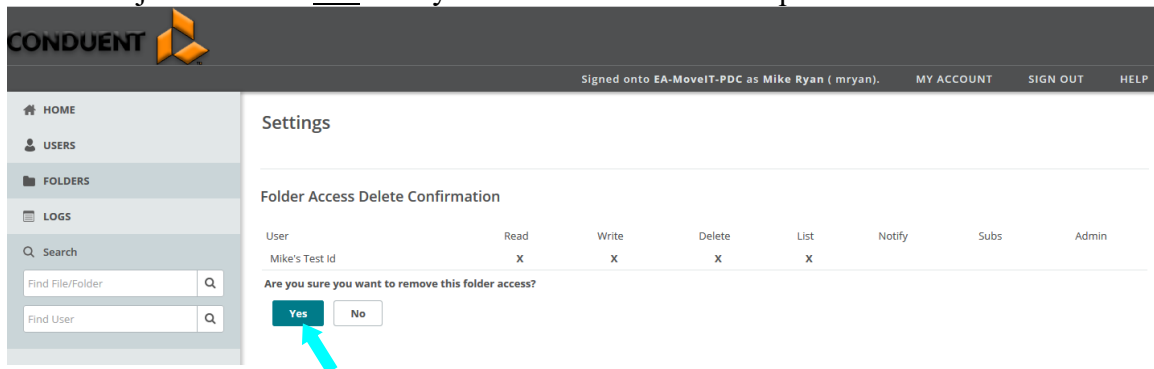 CONDUENT
Signed onto EA-MoveIT-PDC as Mike Ryan ( mryan). MY ACCOUNT SIGN OUT HELP
HOME
USERS
FOLDERS
LOGS
Search
Find File/Folder
Find User
Settings
Folder Access Delete Confirmation
User Read Write Delete List Notify Subs Admin
Mike's Test Id X X X X
Are you sure you want to remove this folder access?
Yes No